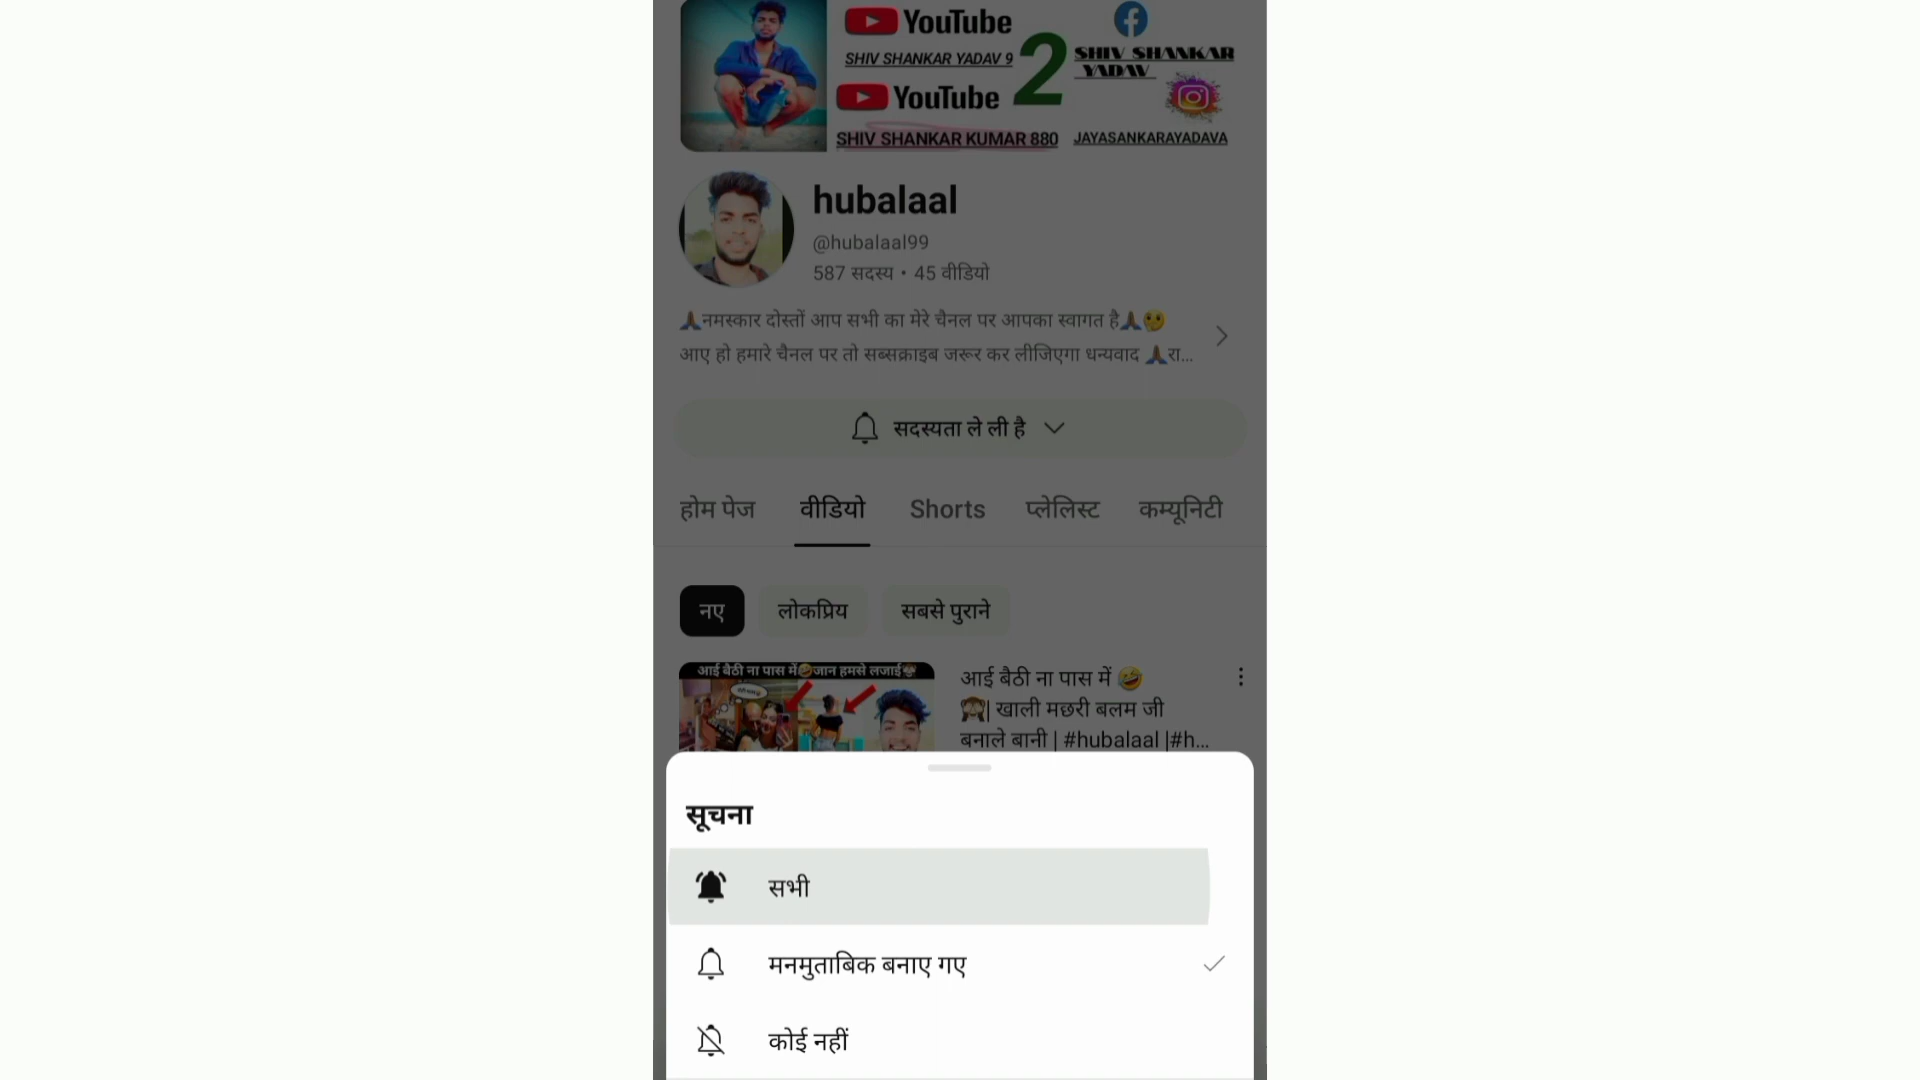 YouTube
SHIV SHANKAR YADAV 9
YouTube
SHIV SHANKAR KUMAR 880
2
SHIV SHANKAR
YADAV
JAYASANKARAYADAVA
hubalaal
@hubalaal99
587 सदस्य • 45 वीडियो
🙏नमस्कार दोस्तों आप सभी का मेरे चैनल पर आपका स्वागत है🙏🤔
आए हो हमारे चैनल पर तो सब्सक्राइब जरूर कर लीजिएगा धन्यवाद 🙏रा...
सदस्यता ले ली है
होम पेज वीडियो Shorts प्लेलिस्ट कम्यूनिटी
नए लोकप्रिय सबसे पुराने
आई बैठी ना पास में🤣जान हमसे लजाई🙈
आई बैठी ना पास में 🤣
🙈| खाली मछरी बलम जी
बनाले बानी | #hubalaal |#h...
सूचना
सभी
मनमुताबिक बनाए गए
कोई नहीं